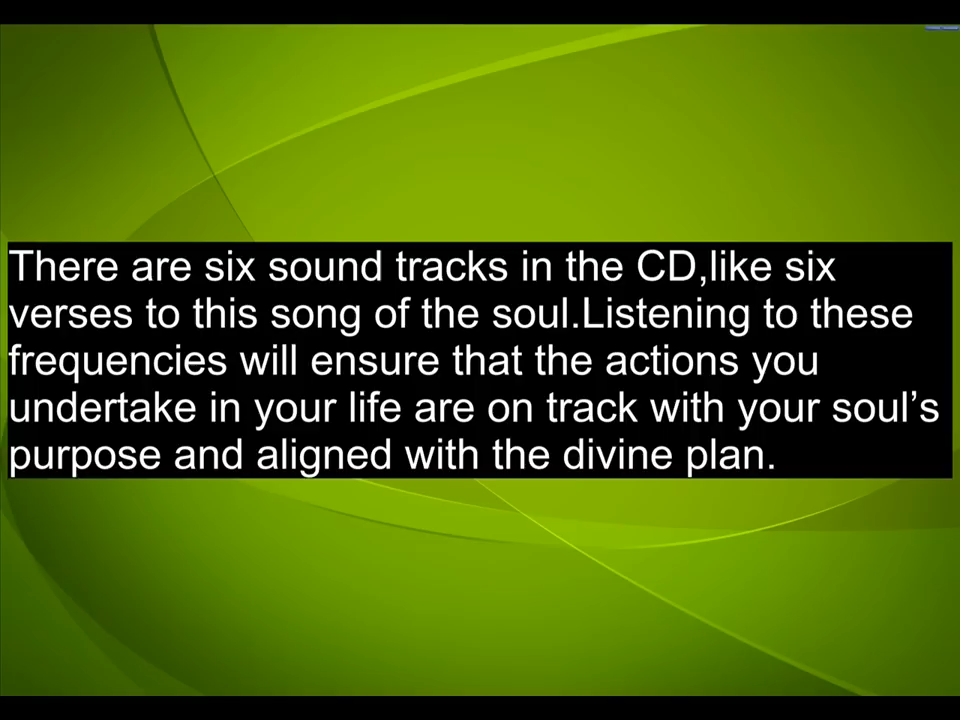 There are six sound tracks in the CD,like six
verses to this song of the soul.Listening to these
frequencies will ensure that the actions you
undertake in your life are on track with your soul’s
purpose and aligned with the divine plan.